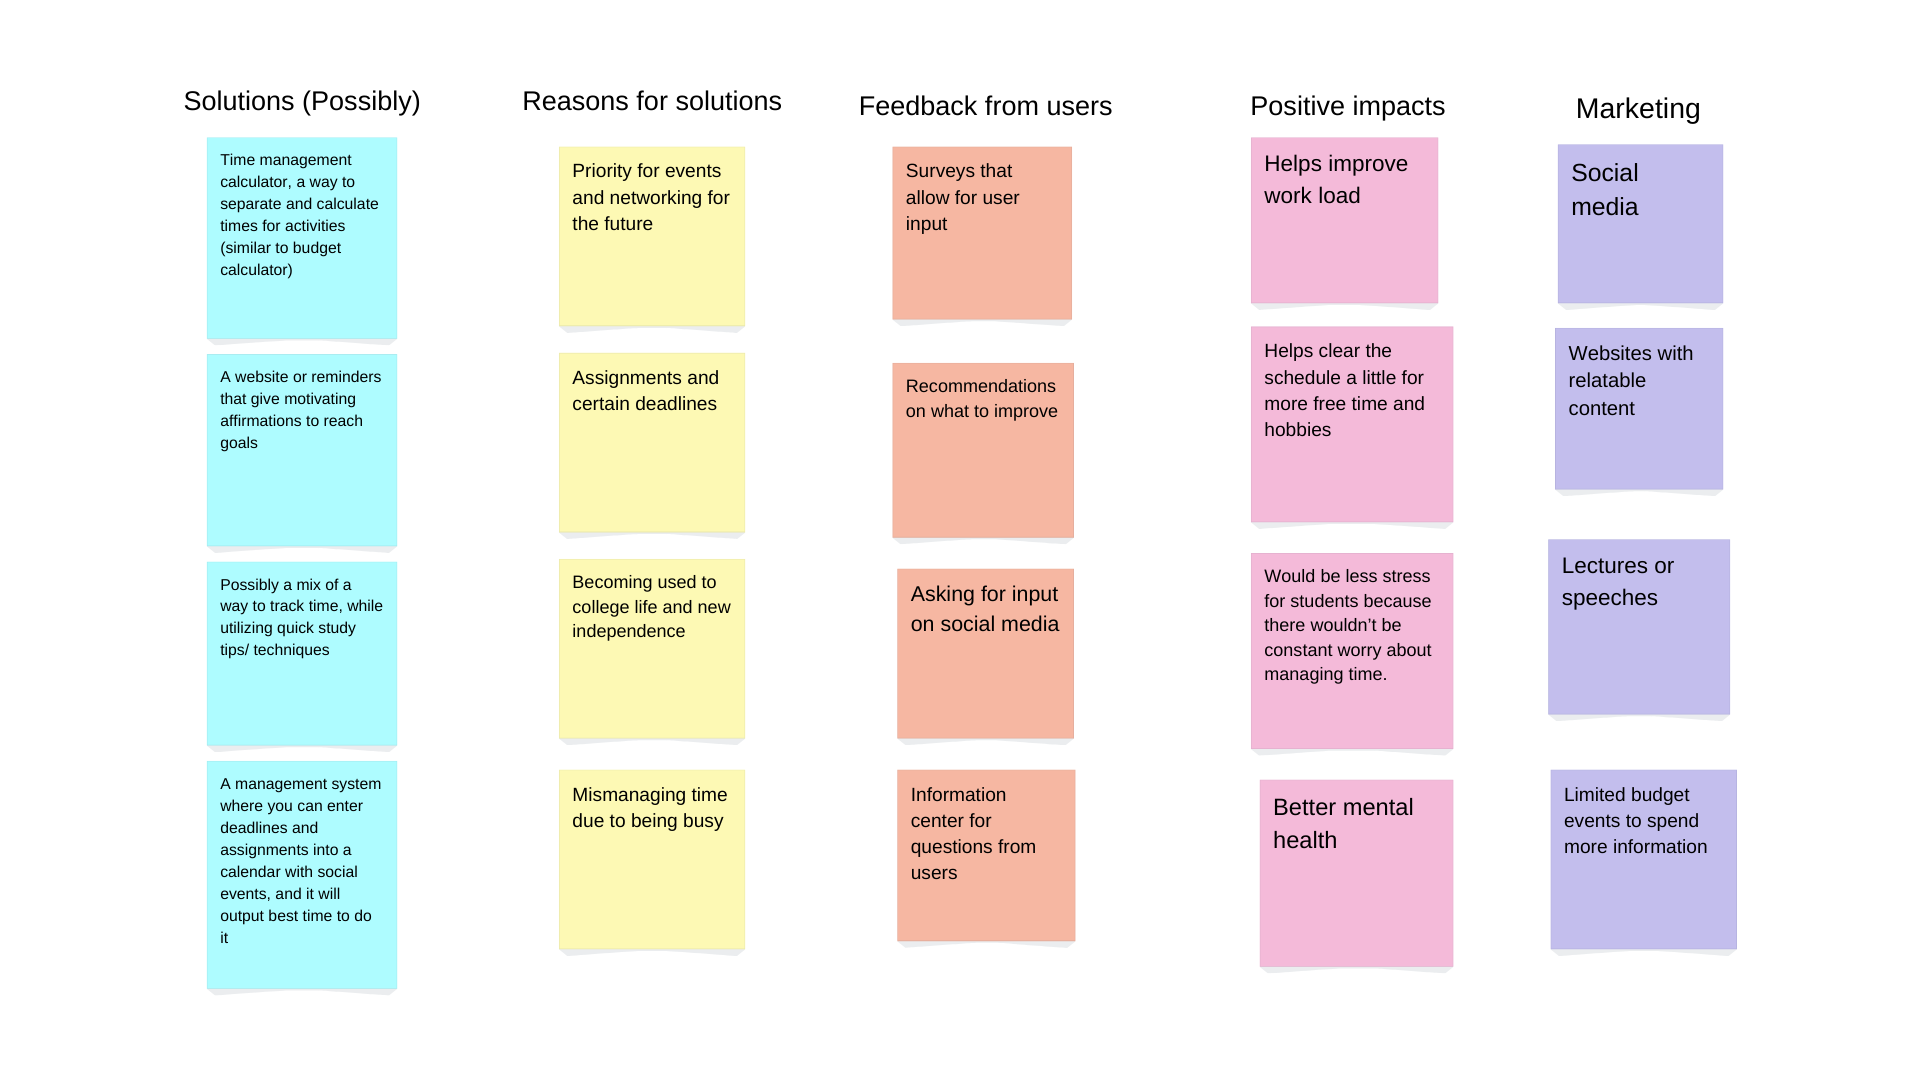 Solutions (Possibly)
Time management
calculator, a way to
separate and calculate
times for activities
(similar to budget
calculator)
A website or reminders
that give motivating
affirmations to reach
goals
Possibly a mix of a
way to track time, while
utilizing quick study
tips/ techniques
A management system
where you can enter
deadlines and
assignments into a
calendar with social
events, and it will
output best time to do
it
Reasons for solutions
Priority for events
and networking for
the future
Assignments and
certain deadlines
Becoming used to
college life and new
independence
Mismanaging time
due to being busy
Feedback from users
Surveys that
allow for user
input
Recommendations
on what to improve
Asking for input
on social media
Information
center for
questions from
users
Positive impacts
Helps improve
work load
Helps clear the
schedule a little for
more free time and
hobbies
Would be less stress
for students because
there wouldn’t be
constant worry about
managing time.
Better mental
health
Marketing
Social
media
Websites with
relatable
content
Lectures or
speeches
Limited budget
events to spend
more information